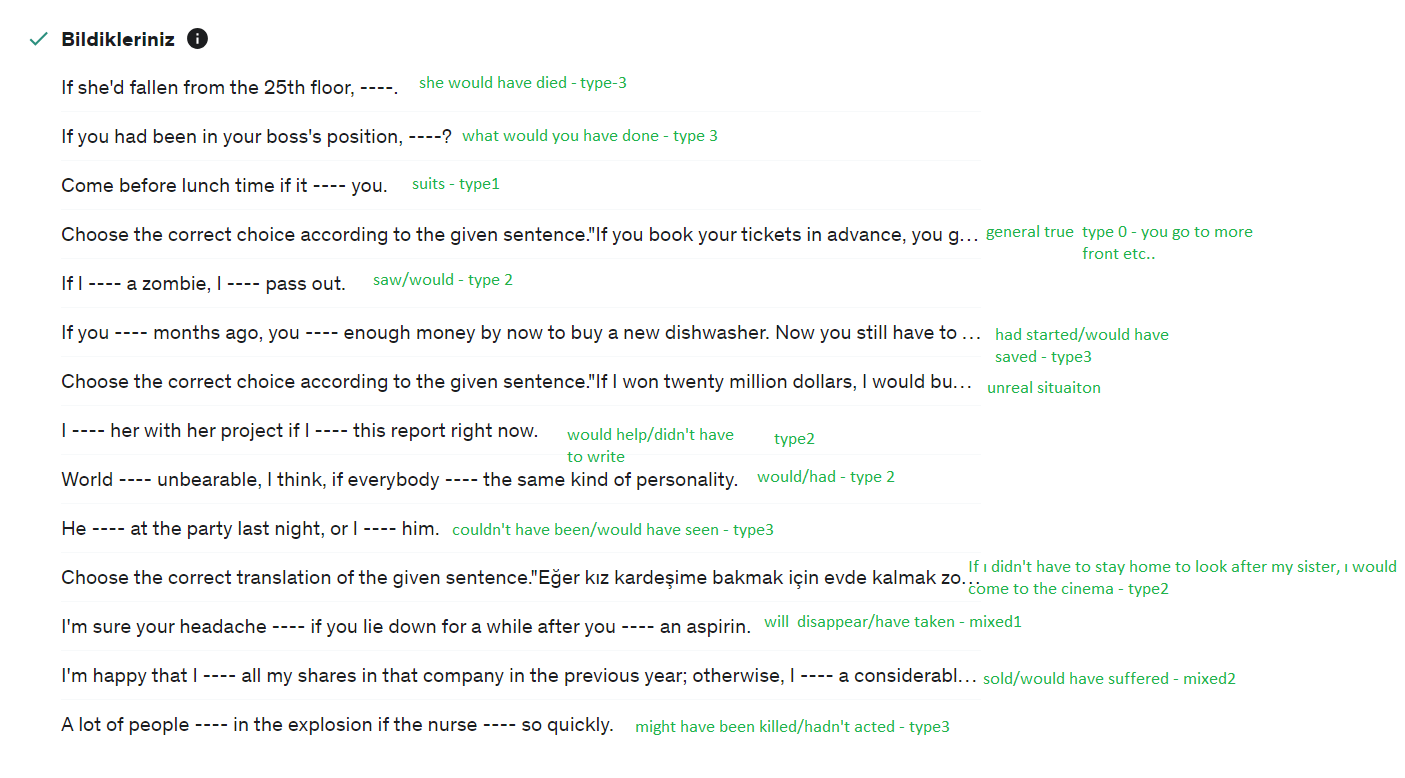 Bildikleriniz
If she'd fallen from the 25th floor, ----. she would have died - type-3
If you had been in your boss's position, ----? what would you have done - type 3
Come before lunch time if it ---- you. suits - type1
Choose the correct choice according to the given sentence."If you book your tickets in advance, you g... general true type 0 - you go to more
front etc..
If I ---- a zombie, I ---- pass out. saw/would - type 2
If you ---- months ago, you ---- enough money by now to buy a new dishwasher. Now you still have to ... had started/would have
saved - type3
Choose the correct choice according to the given sentence."If I won twenty million dollars, I would bu... unreal situaiton
I ---- her with her project if I ---- this report right now. would help/didn't have type2
to write
World ---- unbearable, I think, if everybody ---- the same kind of personality. would/had - type 2
He ---- at the party last night, or I ---- him. couldn't have been/would have seen - type3
Choose the correct translation of the given sentence."Eğer kız kardeşime bakmak için evde kalmak zo... If ı didn't have to stay home to look after my sister, ı would
come to the cinema - type2
I'm sure your headache ---- if you lie down for a while after you ---- an aspirin. will disappear/have taken - mixed1
I'm happy that I ---- all my shares in that company in the previous year; otherwise, I ---- a considerabl... sold/would have suffered - mixed2
A lot of people ---- in the explosion if the nurse ---- so quickly. might have been killed/hadn't acted - type3